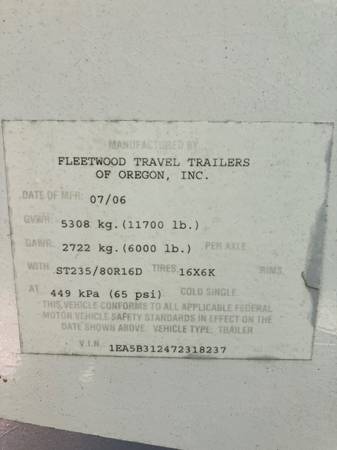 MANUFACTURED BY
FLEETWOOD TRAVEL TRAILERS
OF OREGON, INC.
DATE OF MFR: 07/06
GVWR: 5308 kg.(11700 lb.)
GAWR: 2722 kg.(6000 lb.) PER AXLE
WITH ST235/80R16D TIRES, 16X6K RIMS,
AT 449 kPa (65 psi) COLD SINGLE
THIS VEHICLE CONFORMS TO ALL APPLICABLE FEDERAL
MOTOR VEHICLE SAFETY STANDARDS IN EFFECT ON THE
DATE SHOWN ABOVE. VEHICLE TYPE: TRAILER
V.I.N. 1EA5B312472318237